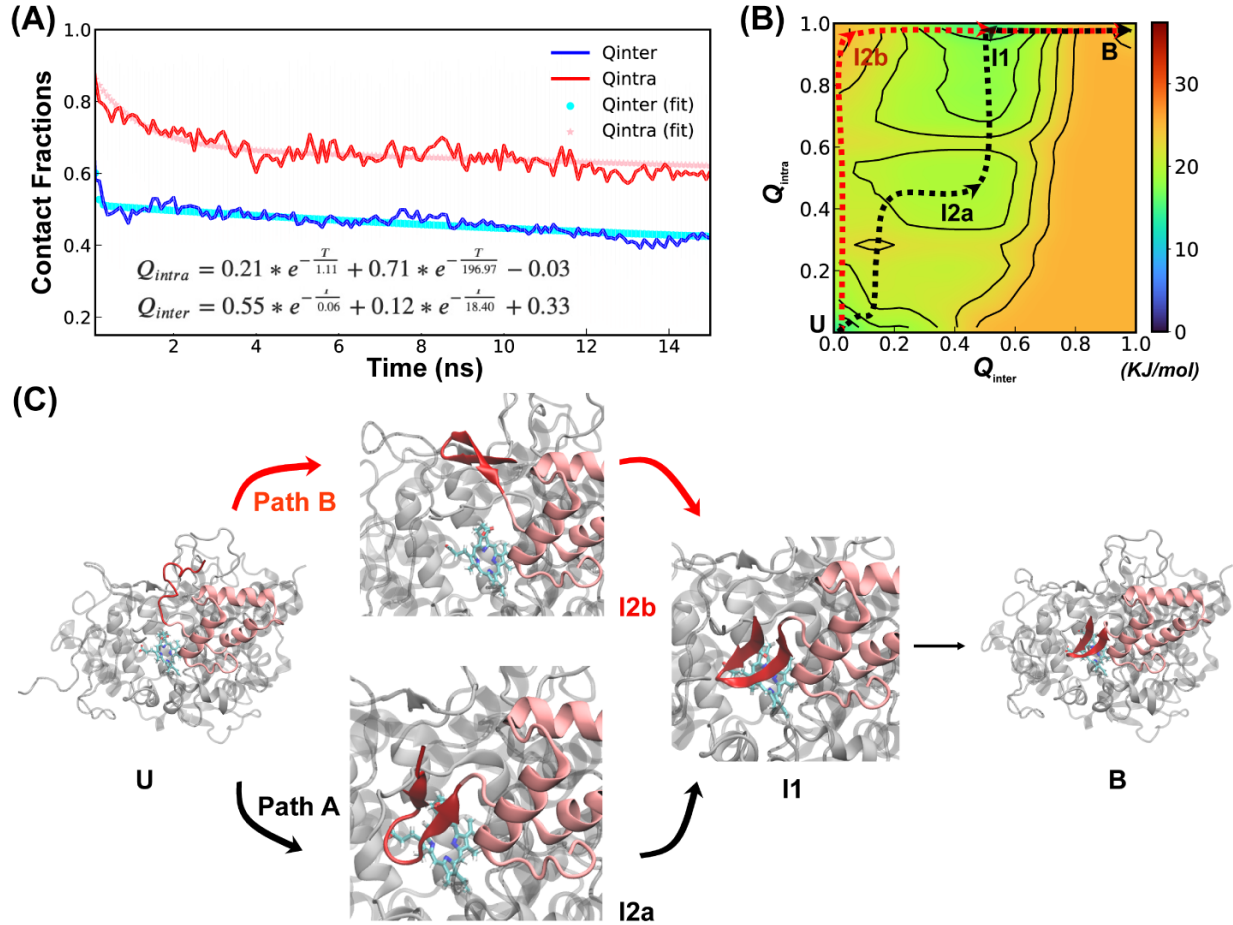 (A)
1.0
0.8
0.6
0.4
0.2
Contact Fractions
Qinter
Qintra
Qinter (fit)
Qintra (fit)
Q_intra = 0.21 * e^(-T/1.11) + 0.71 * e^(-T/196.97) − 0.03
Q_inter = 0.55 * e^(-t/0.06) + 0.12 * e^(-t/18.40) + 0.33
2 4 6 8 10 12 14
Time (ns)
(B)
1.0
0.8
0.6
0.4
0.2
Q_intra
I2b
I1
B
I2a
U
0.0 0.2 0.4 0.6 0.8 1.0
Q_inter
30
20
10
0
(KJ/mol)
(C)
Path B
I2b
U
Path A
I2a
I1
B